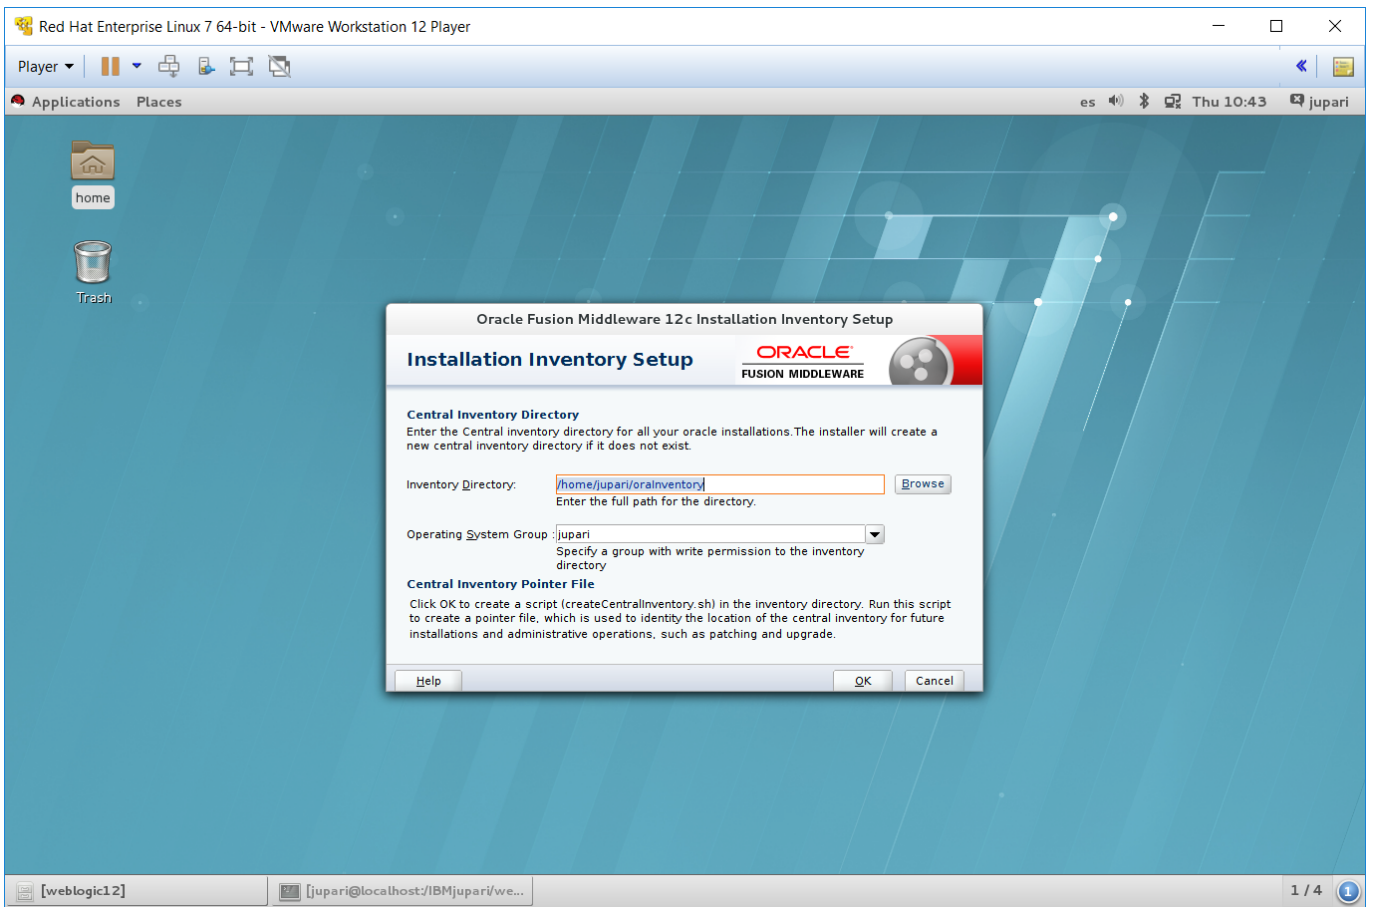 Red Hat Enterprise Linux 7 64-bit - VMware Workstation 12 Player
Player
Applications Places
es Thu 10:43 jupari
home
Trash
Oracle Fusion Middleware 12c Installation Inventory Setup
Installation Inventory Setup
ORACLE
FUSION MIDDLEWARE
Central Inventory Directory
Enter the Central inventory directory for all your oracle installations.The installer will create a
new central inventory directory if it does not exist.
Inventory Directory: /home/jupari/oraInventory Browse
Enter the full path for the directory.
Operating System Group : jupari
Specify a group with write permission to the inventory
directory
Central Inventory Pointer File
Click OK to create a script (createCentralInventory.sh) in the inventory directory. Run this script
to create a pointer file, which is used to identity the location of the central inventory for future
installations and administrative operations, such as patching and upgrade.
Help OK Cancel
[weblogic12] [jupari@localhost:/IBMjupari/we... 1 / 4 1